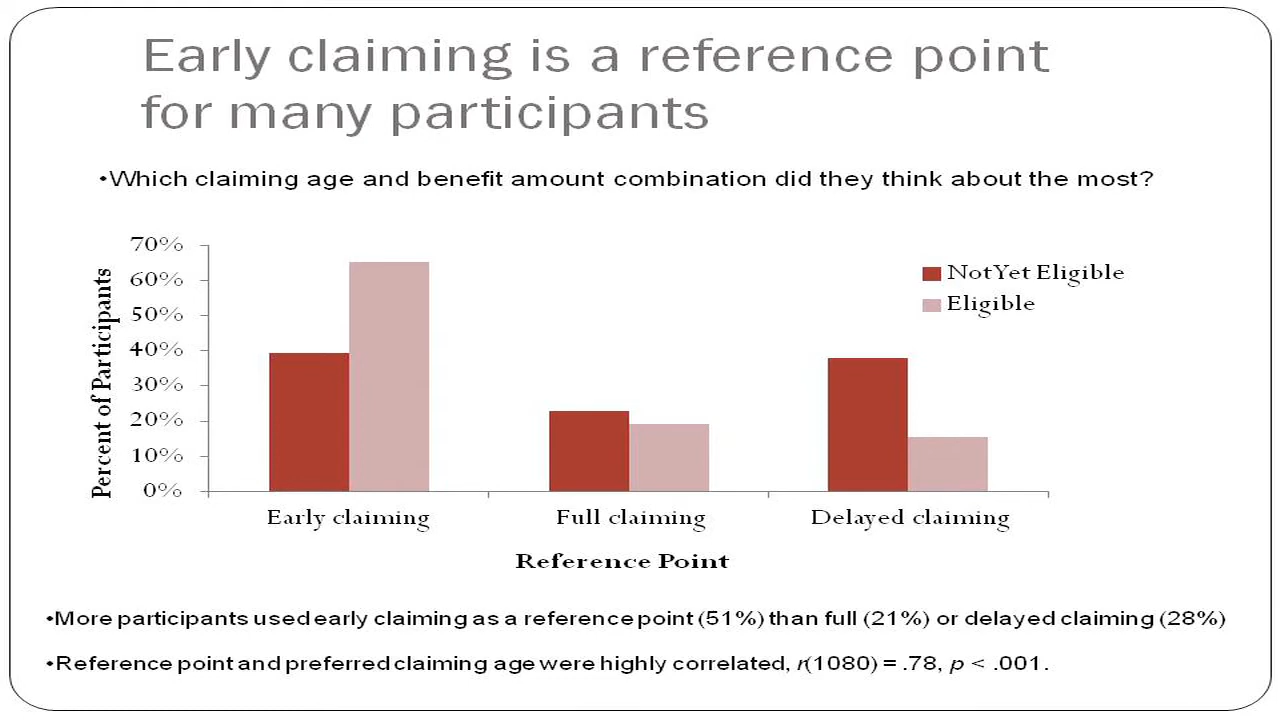 Early claiming is a reference point
for many participants
•Which claiming age and benefit amount combination did they think about the most?
70%
60%
50%
40%
30%
20%
10%
0%
Percent of Participants
Not Yet Eligible
Eligible
Early claiming
Full claiming
Delayed claiming
Reference Point
•More participants used early claiming as a reference point (51%) than full (21%) or delayed claiming (28%)
•Reference point and preferred claiming age were highly correlated, r(1080) = .78, p < .001.